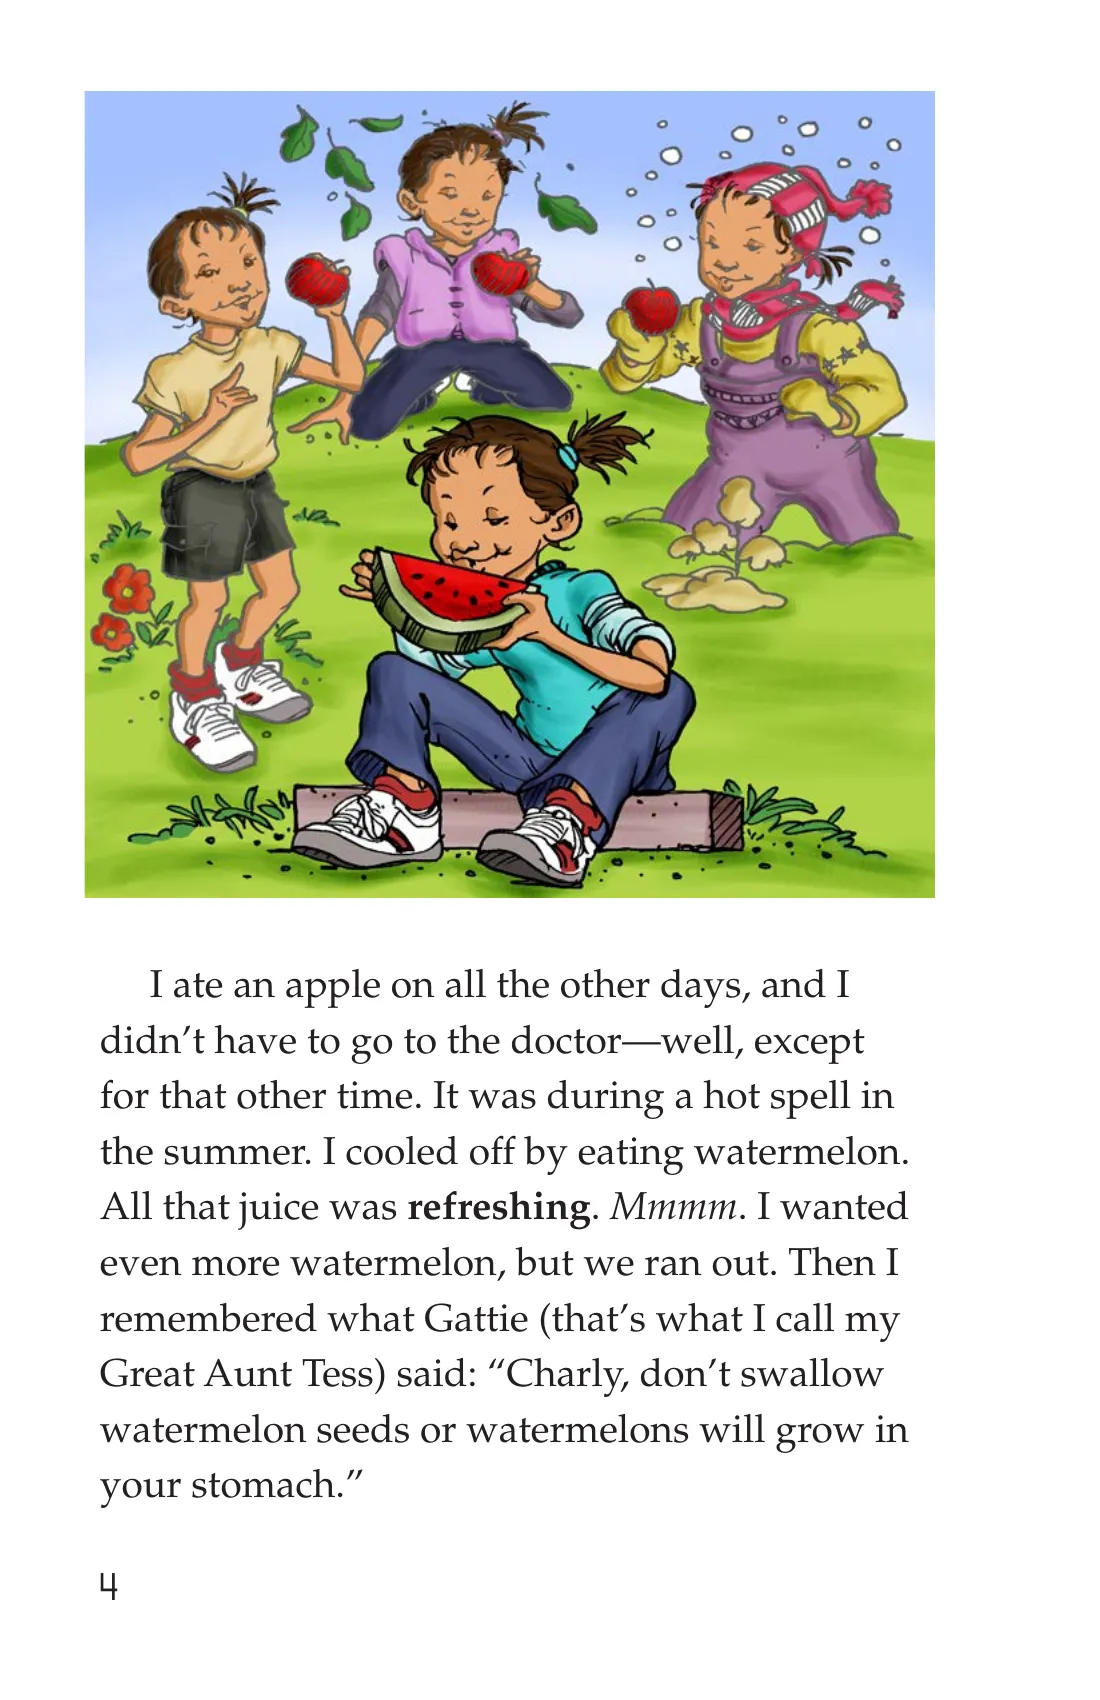 I ate an apple on all the other days, and I
didn’t have to go to the doctor—well, except
for that other time. It was during a hot spell in
the summer. I cooled off by eating watermelon.
All that juice was refreshing. Mmmm. I wanted
even more watermelon, but we ran out. Then I
remembered what Gattie (that’s what I call my
Great Aunt Tess) said: “Charly, don’t swallow
watermelon seeds or watermelons will grow in
your stomach.”
4